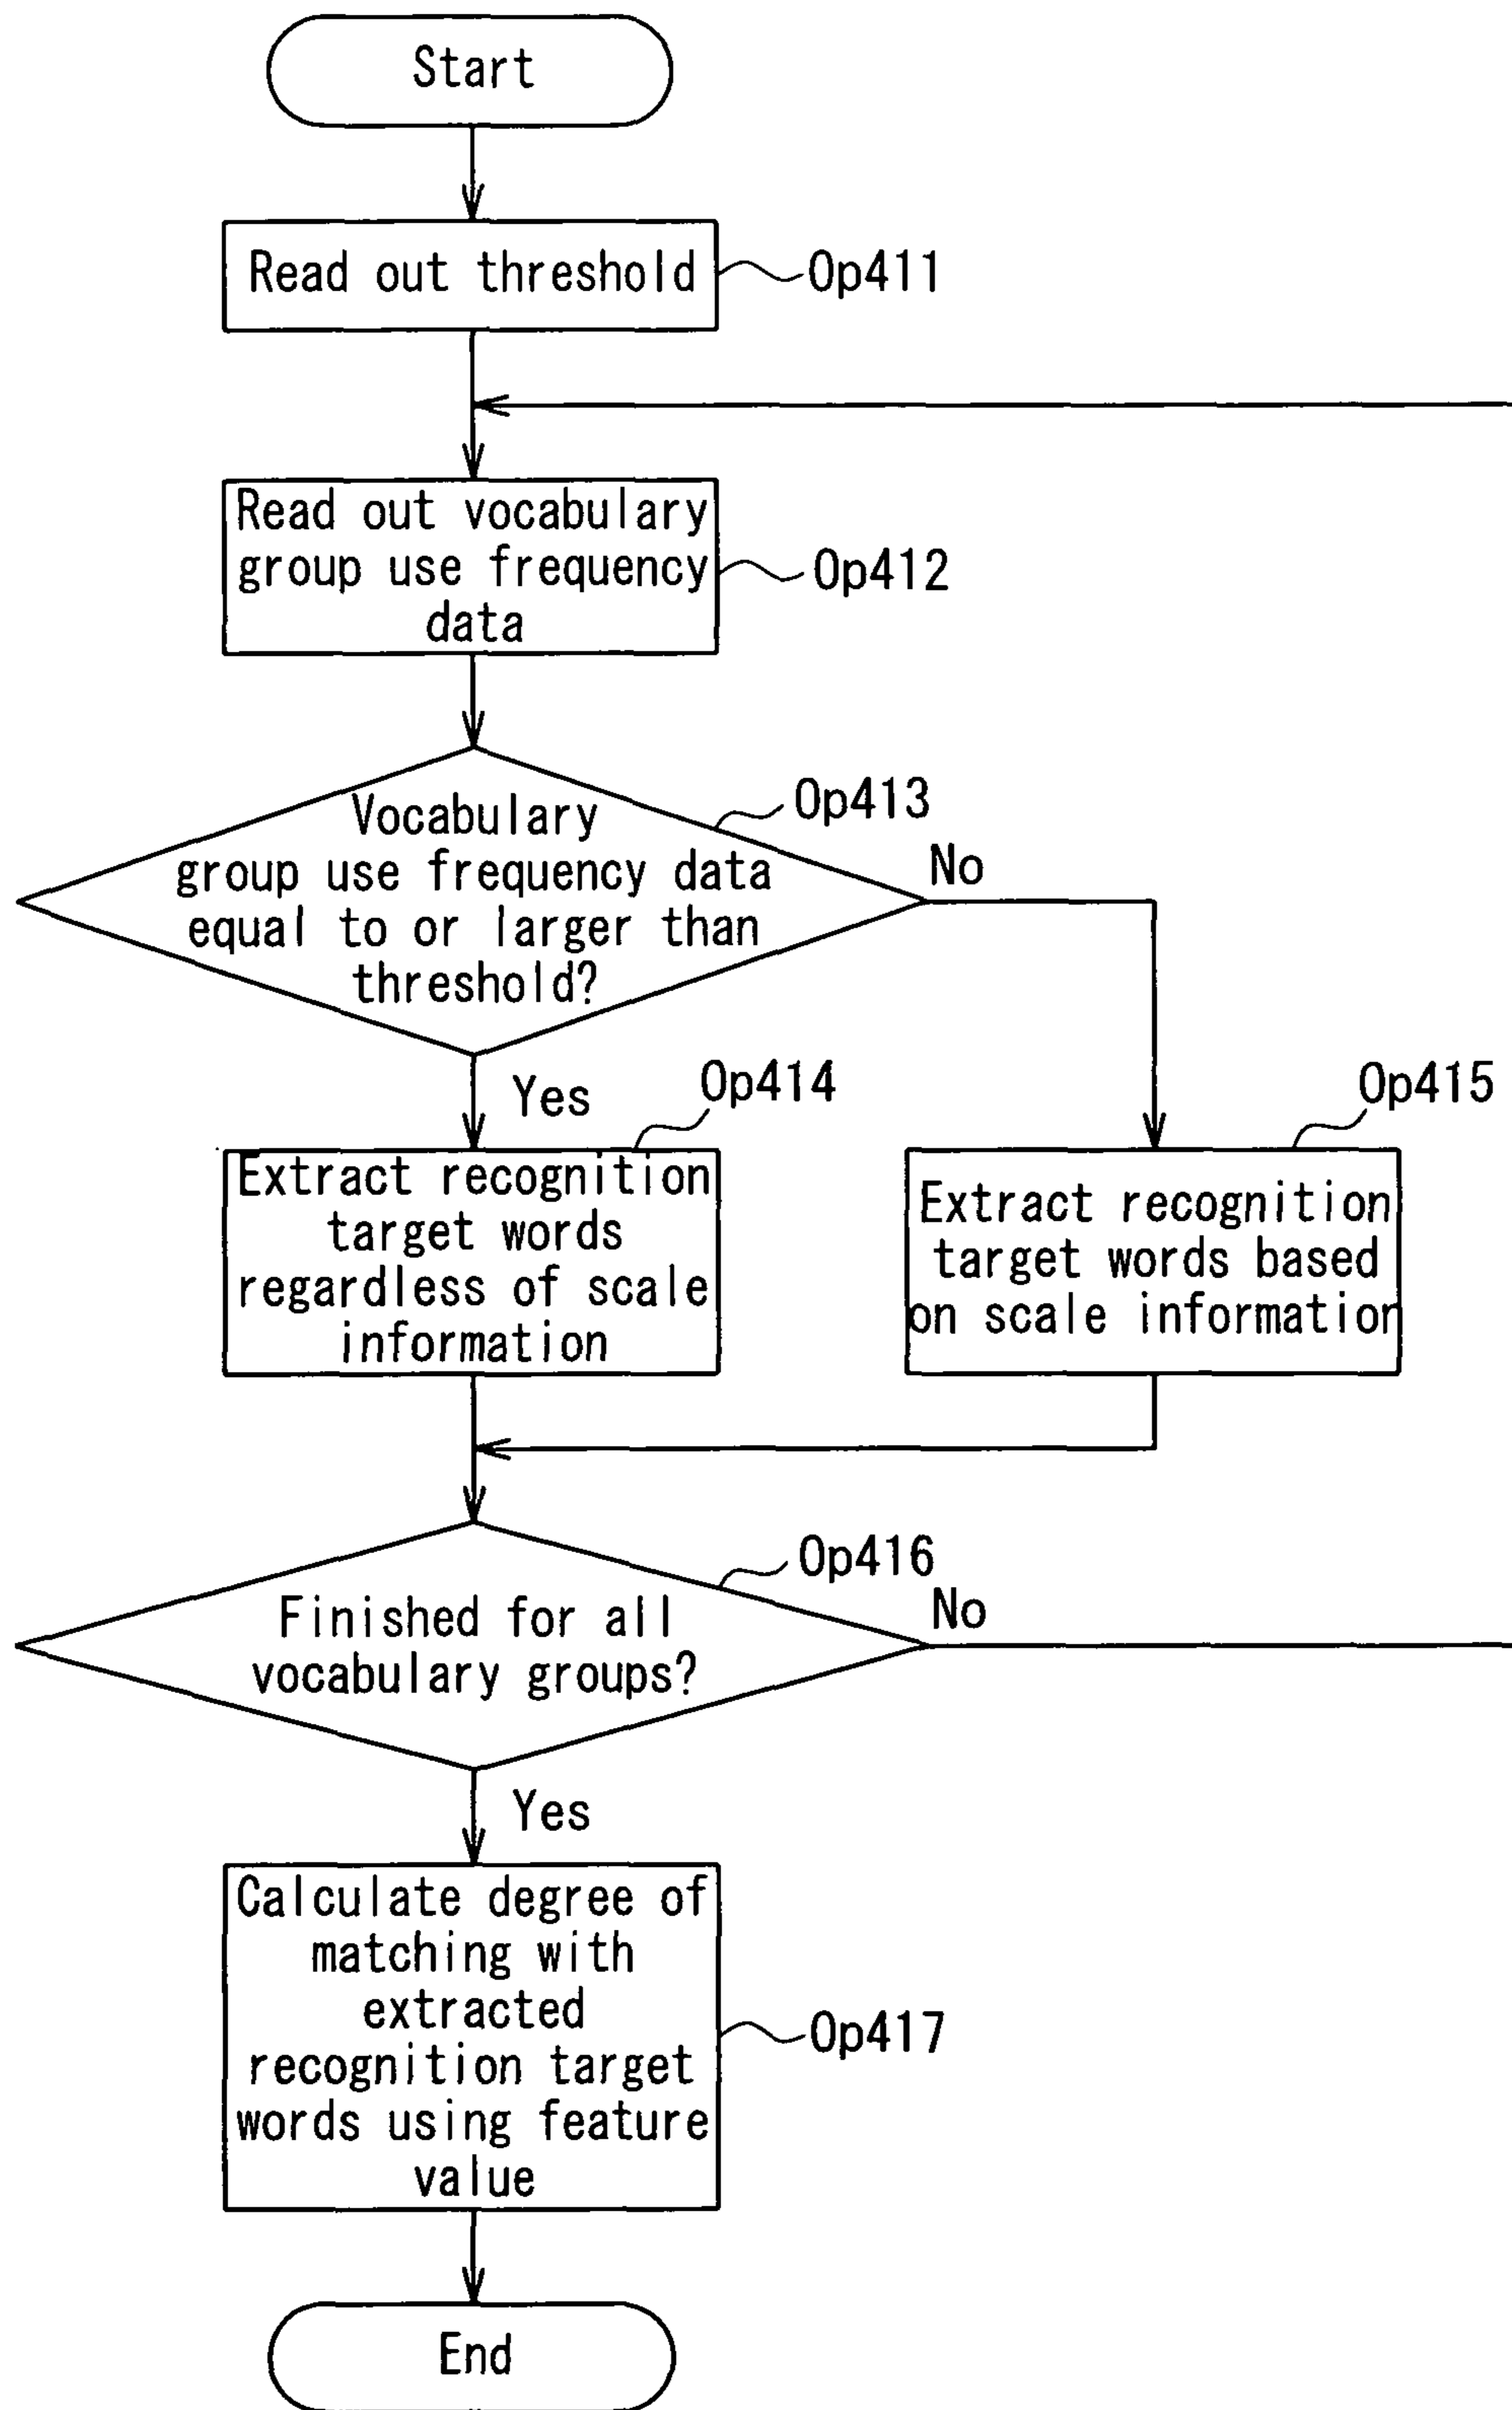 Start
Read out threshold
Op411
Read out vocabulary
group use frequency
data
Op412
Op413
Vocabulary
group use frequency data
equal to or larger than
threshold?
No
Yes
Op414
Op415
Extract recognition
target words
regardless of scale
information
Extract recognition
target words based
on scale information
Op416
Finished for all
vocabulary groups?
No
Yes
Calculate degree of
matching with
extracted
recognition target
words using feature
value
Op417
End